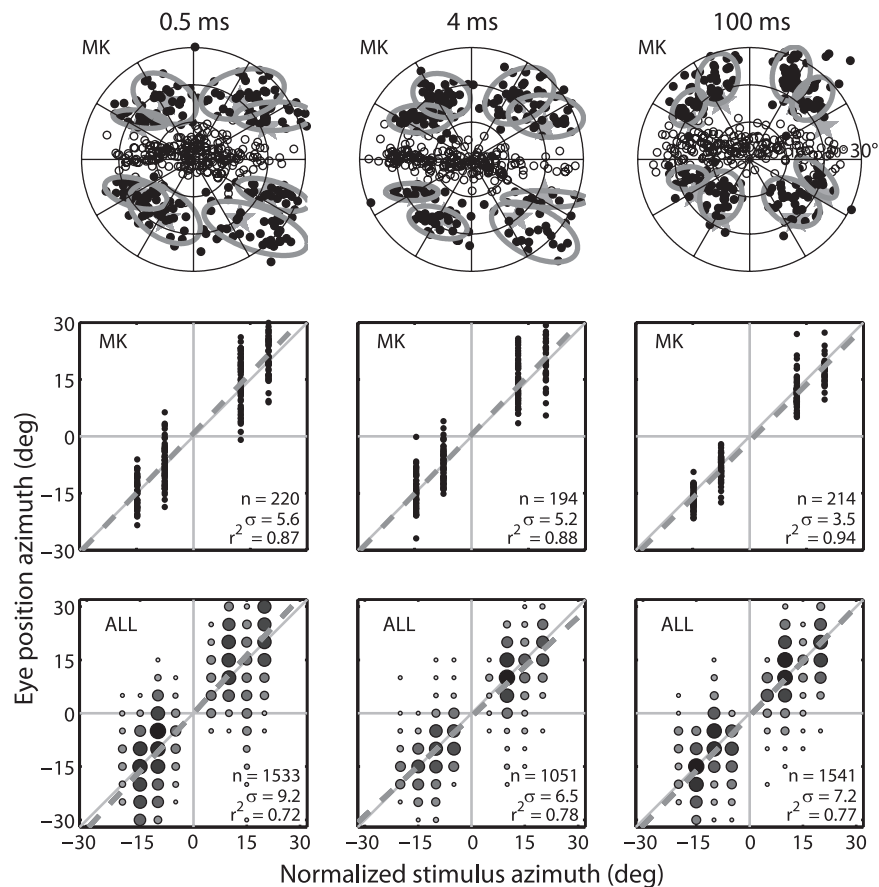 0.5 ms 4 ms 100 ms
MK MK MK
30°
30 MK MK MK
15
0
−15
−30
n = 220 n = 194 n = 214
σ = 5.6 σ = 5.2 σ = 3.5
r² = 0.87 r² = 0.88 r² = 0.94
Eye position azimuth (deg)
30 ALL ALL ALL
15
0
−15
−30
n = 1533 n = 1051 n = 1541
σ = 9.2 σ = 6.5 σ = 7.2
r² = 0.72 r² = 0.78 r² = 0.77
−30 −15 0 15 30 −30 −15 0 15 30 −30 −15 0 15 30
Normalized stimulus azimuth (deg)